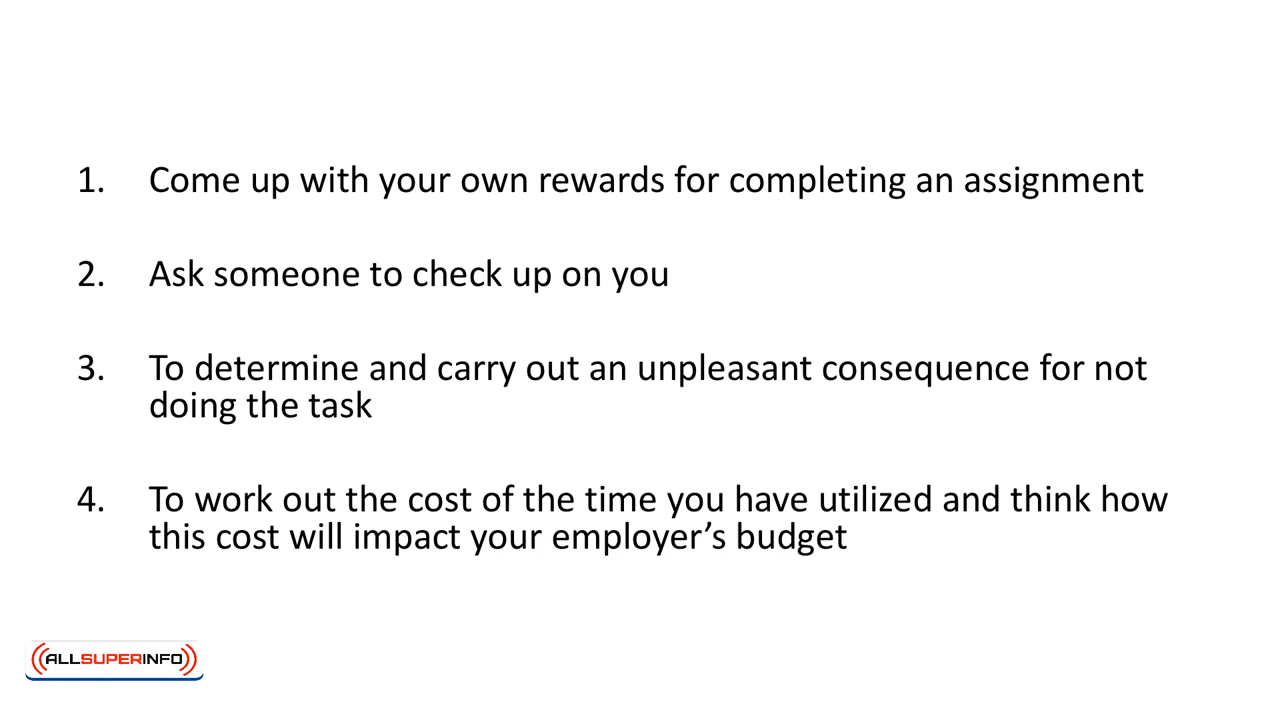 1. Come up with your own rewards for completing an assignment
2. Ask someone to check up on you
3. To determine and carry out an unpleasant consequence for not
doing the task
4. To work out the cost of the time you have utilized and think how
this cost will impact your employer’s budget
ALLSUPERINFO